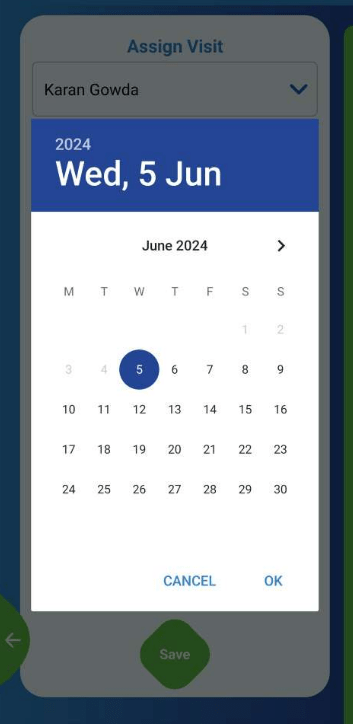 Assign Visit
Karan Gowda
2024
Wed, 5 Jun
June 2024
M T W T F S S
1 2
3 4 5 6 7 8 9
10 11 12 13 14 15 16
17 18 19 20 21 22 23
24 25 26 27 28 29 30
CANCEL OK
Save